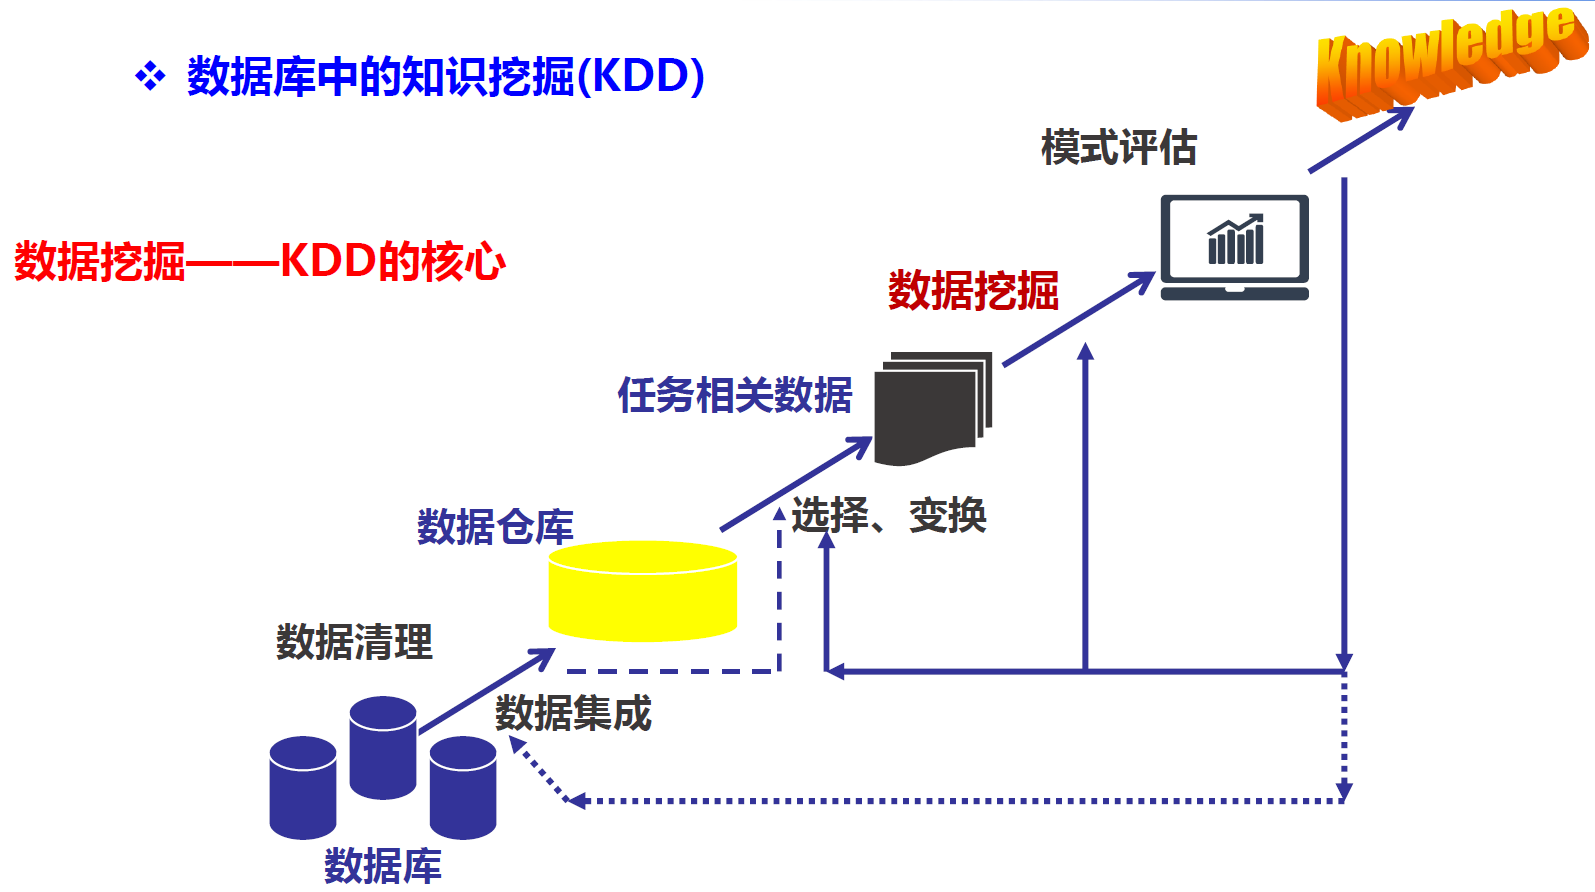 数据库中的知识挖掘(KDD)
Knowledge
模式评估
数据挖掘——KDD的核心
数据挖掘
任务相关数据
选择、变换
数据仓库
数据清理
数据集成
数据库